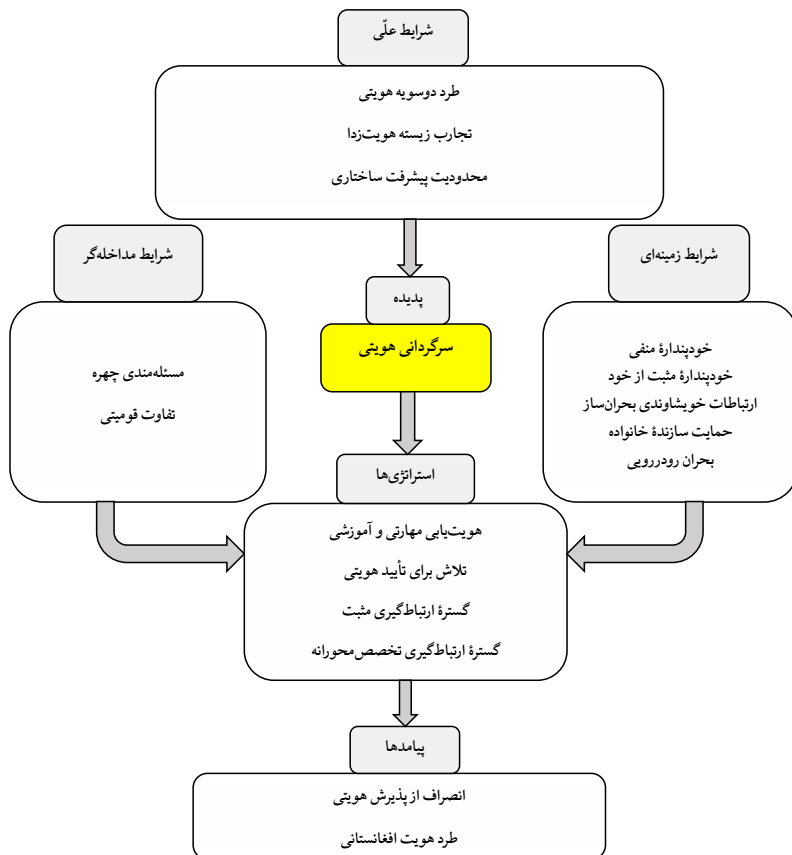 شرایط علّی
طرد دوسویه هویتی
تجارب زیسته هویت‌زدا
محدودیت پیشرفت ساختاری
شرایط زمینه‌ای
خودپندارهٔ منفی
خودپندارهٔ مثبت از خود
ارتباطات خویشاوندی بحران‌ساز
حمایت سازندهٔ خانواده
بحران رودررویی
شرایط مداخله‌گر
مسئله‌مندی چهره
تفاوت قومیتی
پدیده
سرگردانی هویتی
استراتژی‌ها
هویت‌یابی مهارتی و آموزشی
تلاش برای تأیید هویتی
گسترهٔ ارتباط‌گیری مثبت
گسترهٔ ارتباط‌گیری تخصص‌محورانه
پیامدها
انصراف از پذیرش هویتی
طرد هویت افغانستانی